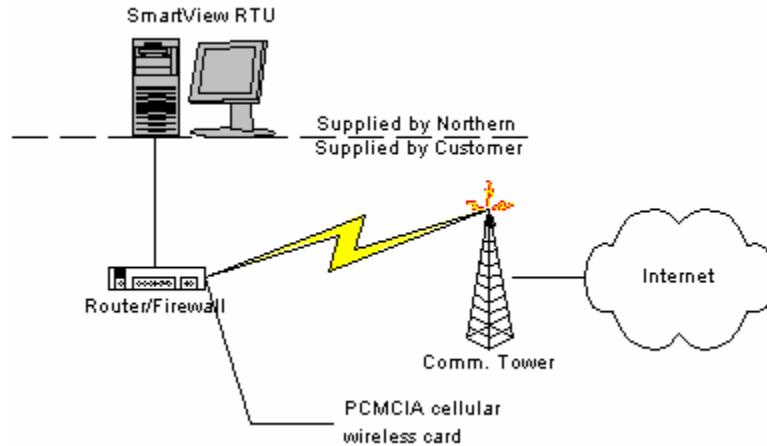 SmartView RTU
Supplied by Northern
Supplied by Customer
Internet
Router/Firewall
Comm. Tower
PCMCIA cellular
wireless card